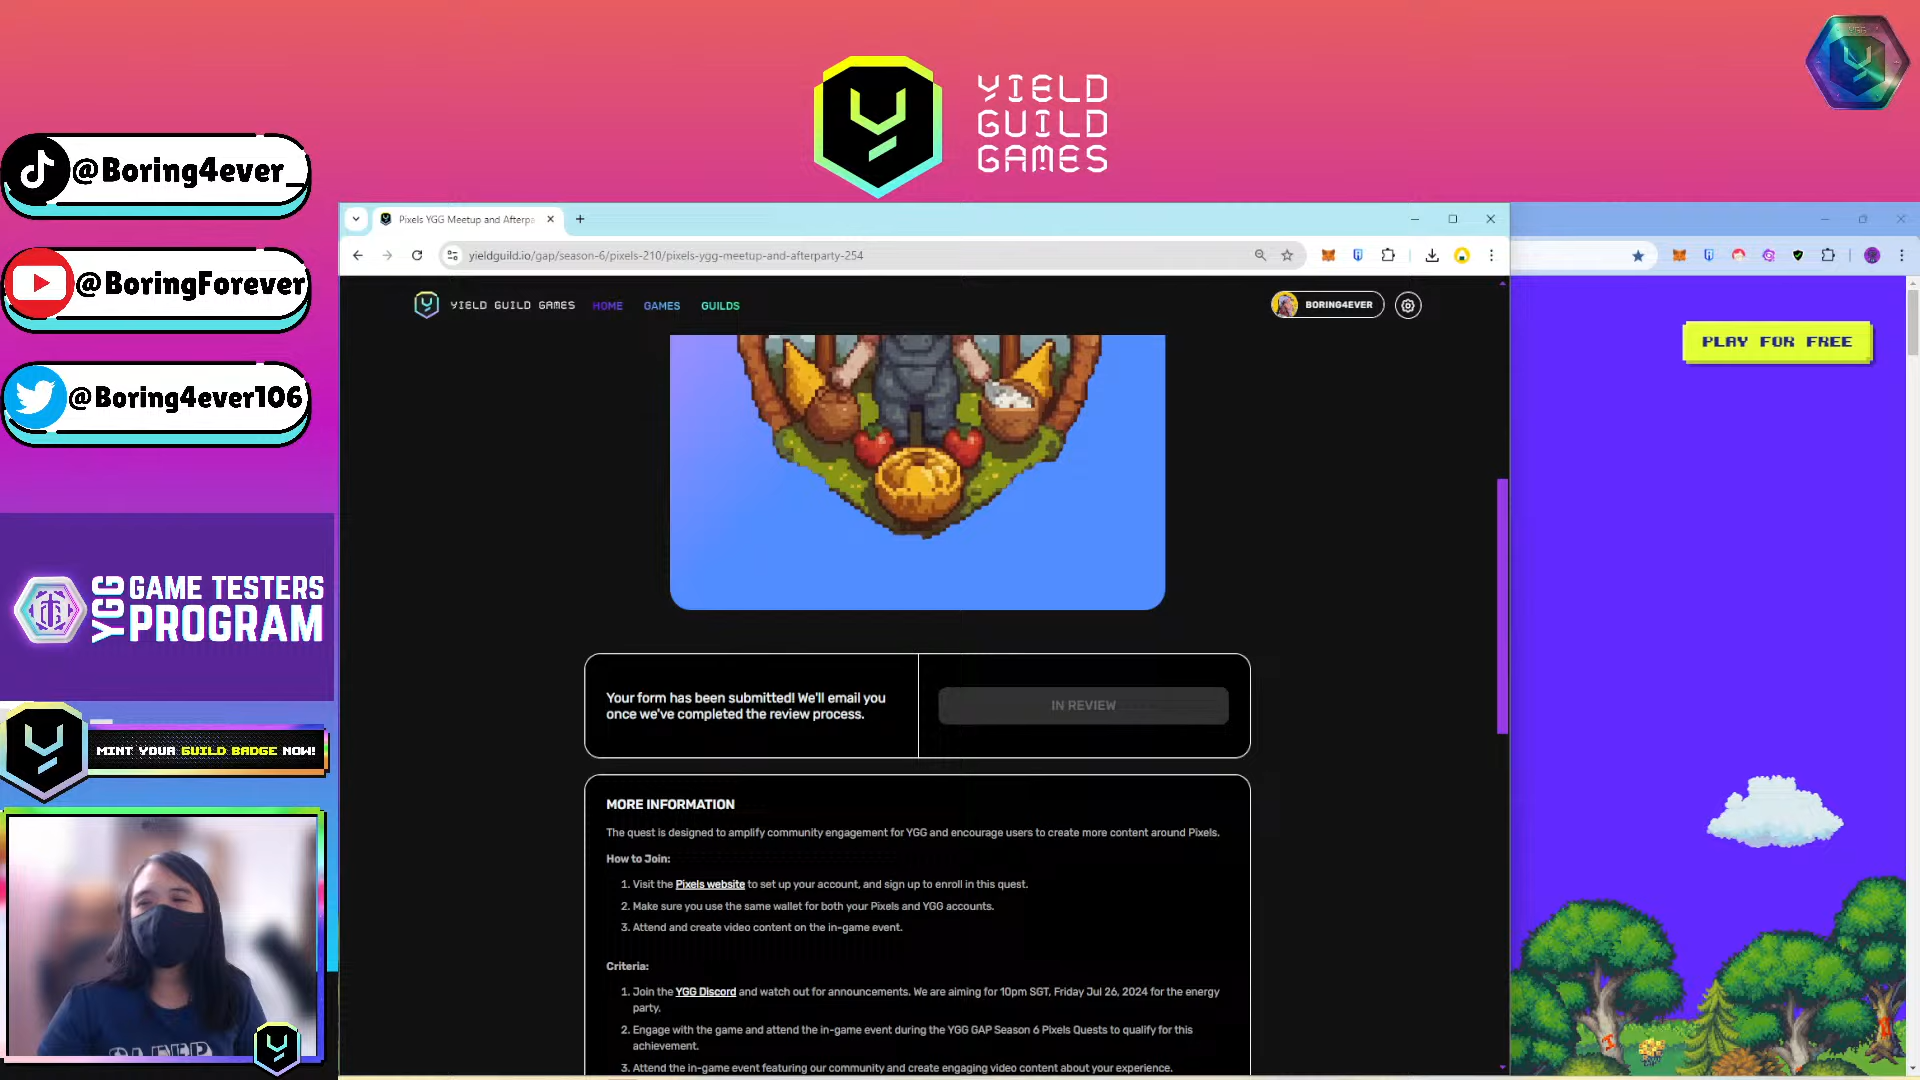 YIELD
GUILD
GAMES
@Boring4ever_
@BoringForever
@Boring4ever106
YGG GAME TESTERS
PROGRAM
MINT YOUR GUILD BADGE NOW!
Pixels YGG Meetup and Afterpa
yieldguild.io/gap/season-6/pixels-210/pixels-ygg-meetup-and-afterparty-254
YIELD GUILD GAMES HOME GAMES GUILDS
BORING4EVER
PLAY FOR FREE
Your form has been submitted! We'll email you
once we've completed the review process.
IN REVIEW
MORE INFORMATION
The quest is designed to amplify community engagement for YGG and encourage users to create more content around Pixels.
How to Join:
1. Visit the Pixels website to set up your account, and sign up to enroll in this quest.
2. Make sure you use the same wallet for both your Pixels and YGG accounts.
3. Attend and create video content on the in-game event.
Criteria:
1. Join the YGG Discord and watch out for announcements. We are aiming for 10pm SGT, Friday Jul 26, 2024 for the energy
party.
2. Engage with the game and attend the in-game event during the YGG GAP Season 6 Pixels Quests to qualify for this
achievement.
3. Attend the in-game event featuring our community and create engaging video content about your experience.